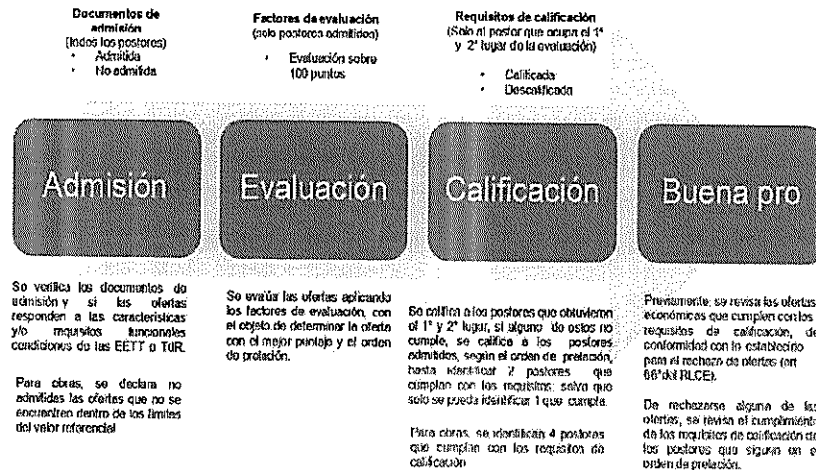 Documentos de
admisión
(todos los postores)
• Admitida
• No admitida
Factores de evaluación
(solo postores admitidos)
• Evaluación sobre
100 puntos
Requisitos de calificación
(Solo al postor que ocupa el 1°
y 2° lugar de la evaluación)
• Calificada
• Descalificada
Admisión
Evaluación
Calificación
Buena pro
Se verifica los documentos de
admisión y si las ofertas
responden a las características
y/o requisitos funcionales
condiciones de las EETT o TdR.
Para obras, se declara no
admitidas las ofertas que no se
encuentren dentro de los límites
del valor referencial
Se evalúa las ofertas aplicando
los factores de evaluación, con
el objeto de determinar la oferta
con el mejor puntaje y el orden
de prelación.
Se califica a los postores que obtuvieron
el 1° y 2° lugar, si alguno de estos no
cumple, se califica a los postores
admitidos, según el orden de prelación,
hasta identificar 2 postores que
cumplan con los requisitos; salvo que
solo se pueda identificar 1 que cumpla.
Para obras, se identifican 4 postores
que cumplan con los requisitos de
calificación
Previamente, se revisa las ofertas
económicas que cumplen con los
requisitos de calificación, de
conformidad con lo establecido
para el rechazo de ofertas (art.
68°del RLCE).
De rechazarse alguna de las
ofertas, se revisa el cumplimiento
de los requisitos de calificación de
los postores que siguen en el
orden de prelación.